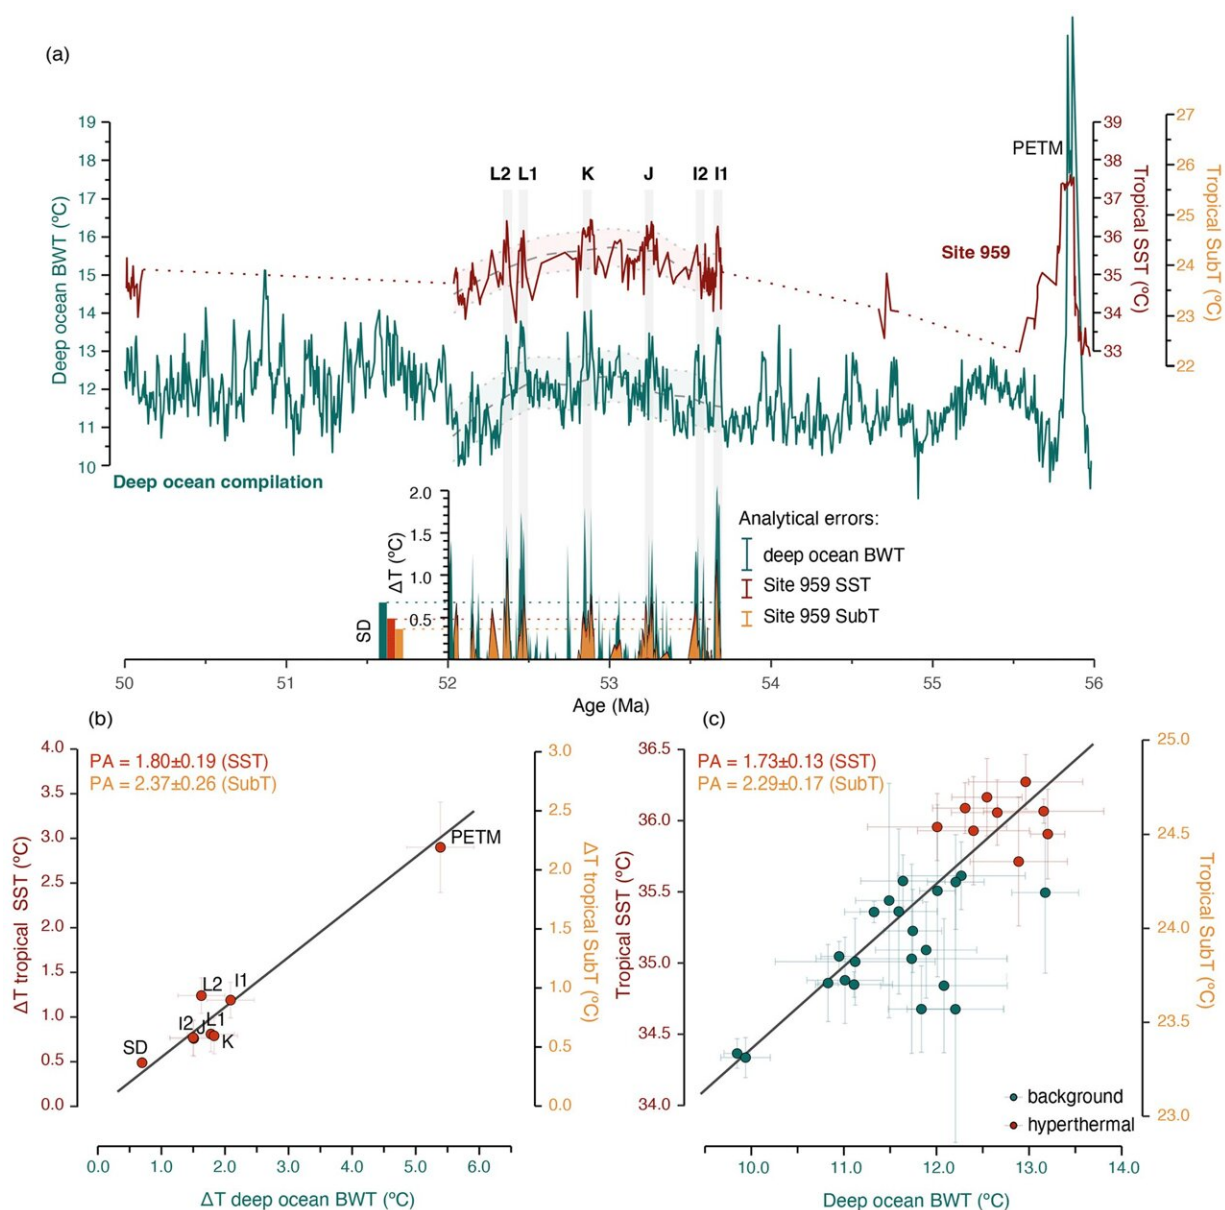 (a)
PETM
L2 L1 K J I2 I1
Site 959
19
18
17
16
15
14
13
12
11
10
Deep ocean BWT (ºC)
39
38
37
36
35
34
33
Tropical SST (ºC)
27
26
25
24
23
22
Tropical SubT (ºC)
Deep ocean compilation
2.0
1.5
1.0
0.5
ΔT (ºC)
SD
Analytical errors:
deep ocean BWT
Site 959 SST
Site 959 SubT
50 51 52 53 54 55 56
Age (Ma)
(b)
PA = 1.80±0.19 (SST)
PA = 2.37±0.26 (SubT)
4.0
3.5
3.0
2.5
2.0
1.5
1.0
0.5
0.0
ΔT tropical SST (ºC)
3.0
2.5
2.0
1.5
1.0
0.5
0.0
ΔT tropical SubT (ºC)
PETM
L2 I1
I2 J L1
K
SD
0.0 1.0 2.0 3.0 4.0 5.0 6.0
ΔT deep ocean BWT (ºC)
(c)
PA = 1.73±0.13 (SST)
PA = 2.29±0.17 (SubT)
36.5
36.0
35.5
35.0
34.5
34.0
Tropical SST (ºC)
25.0
24.5
24.0
23.5
23.0
Tropical SubT (ºC)
background
hyperthermal
10.0 11.0 12.0 13.0 14.0
Deep ocean BWT (ºC)